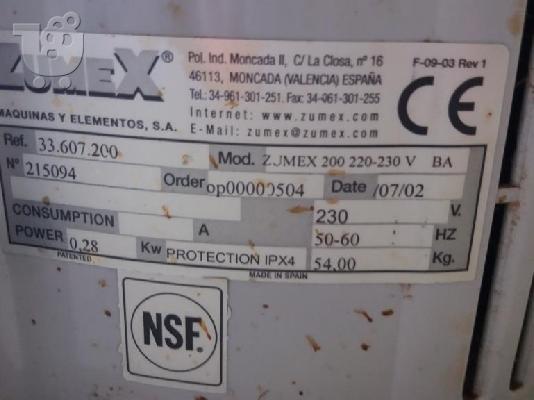 ZUMEX®
MAQUINAS Y ELEMENTOS, S.A.
Pol. Ind. Moncada II, C/ La Closa, nº 16
46113, MONCADA (VALENCIA) ESPAÑA
Tel.: 34-961-301-251. Fax: 34-961-301-255
Internet: www.zumex.com
E-Mail: zumex@zumex.com
F-09-03 Rev 1
CE
Ref. 33.607.200 Mod. ZJMEX 200 220-230 V BA
Nº 215094 Order op00000504 Date /07/02
CONSUMPTION A 230 V.
POWER 0,28 Kw PROTECTION IPX4 50-60 HZ
54,00 Kg.
PATENTED
MADE IN SPAIN
NSF.